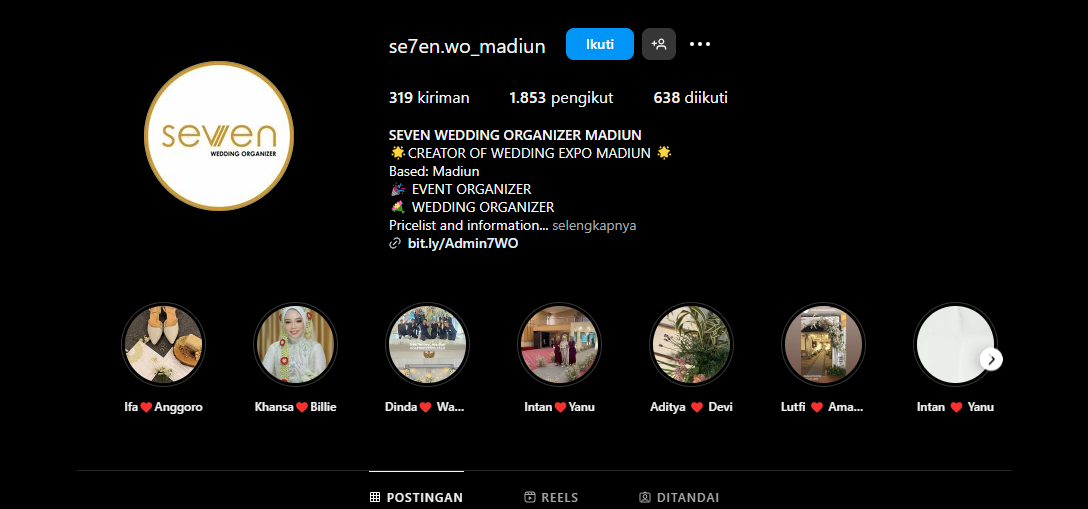 se7en.wo_madiun Ikuti
319 kiriman 1.853 pengikut 638 diikuti
sevven
WEDDING ORGANIZER
SEVEN WEDDING ORGANIZER MADIUN
🌟CREATOR OF WEDDING EXPO MADIUN 🌟
Based: Madiun
🎉 EVENT ORGANIZER
💐 WEDDING ORGANIZER
Pricelist and information... selengkapnya
bit.ly/Admin7WO
Ifa❤️Anggoro Khansa❤️Billie Dinda❤️ Wa... Intan❤️Yanu Aditya ❤️ Devi Lutfi ❤️ Ama... Intan ❤️ Yanu
POSTINGAN REELS DITANDAI